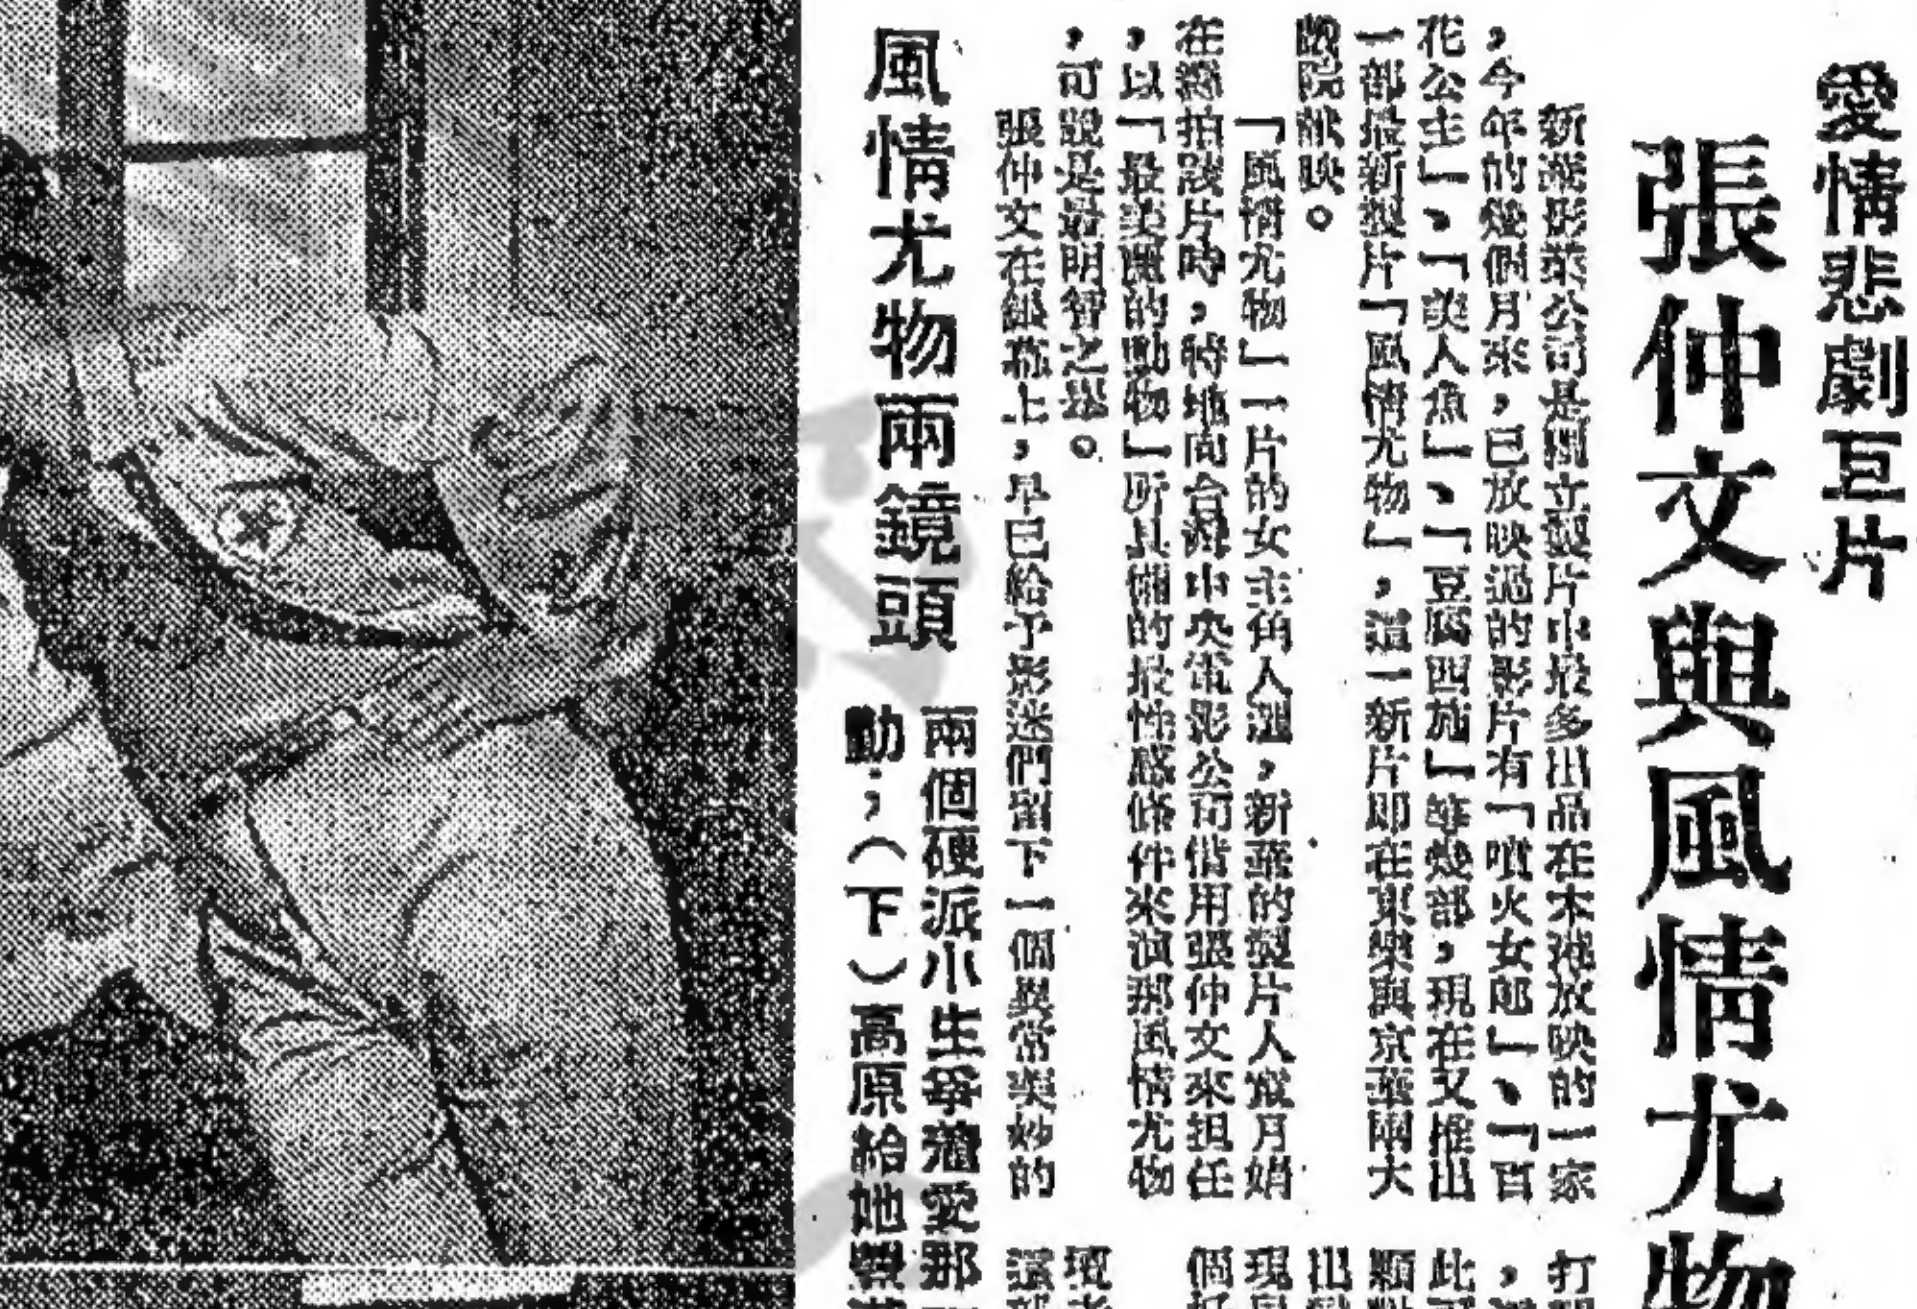 愛情悲劇巨片
張仲文與風情尤物
新華影業公司是獨立製片中最多出品在本港放映的一家
，今年的幾個月來，已放映過的影片有「噴火女郎」、「百
花公主」、「美人魚」、「豆腐西施」等幾部，現在又推出
一部最新製片「風情尤物」，這一新片即在東樂與京華兩大
戲院獻映。
「風情尤物」一片的女主角人選，新華的製片人童月娟
在籌拍該片時，特地向台灣中央電影公司借用張仲文來担任
，以「最美麗的動物」所具備的最性感條件來演那風情尤物
，可說是最明智之舉。
張仲文在銀幕上，早已給予影迷們留下一個異常美妙的
打
此
顆
出
現
個
風情尤物兩鏡頭
兩個硬派小生爭着愛那
動；（下）高原給她